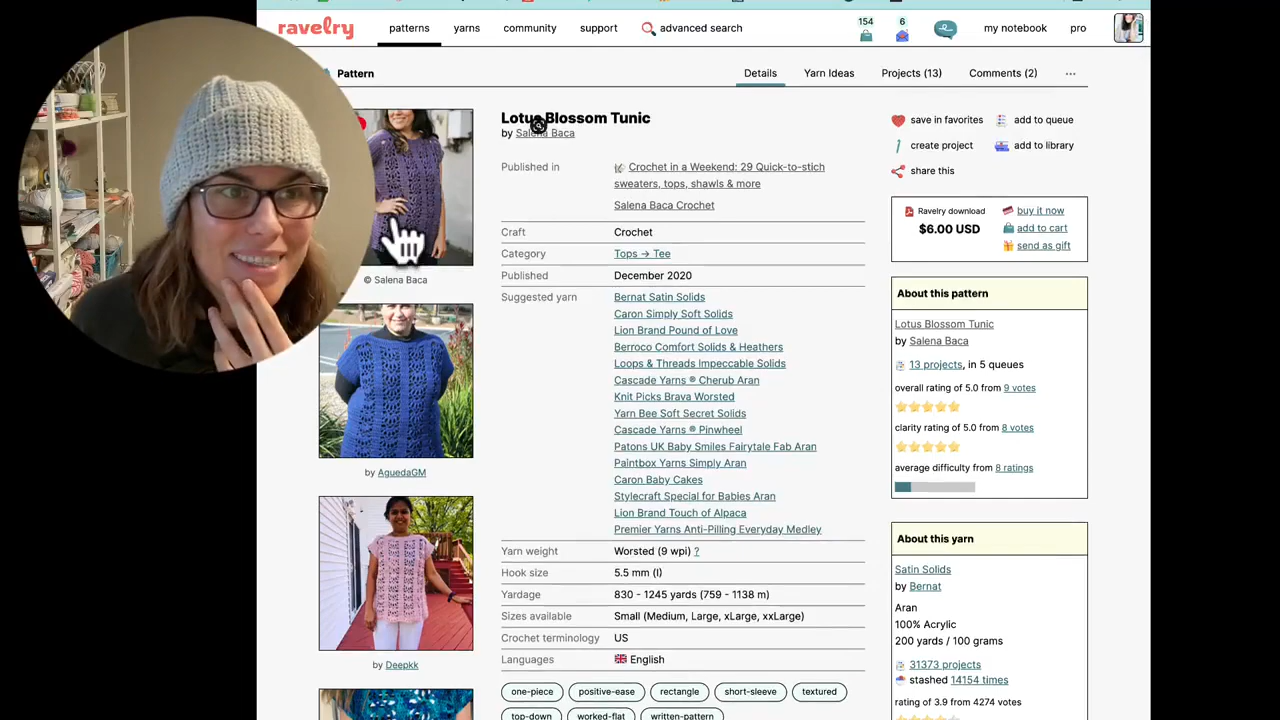 ravelry
patterns
yarns
community
support
advanced search
154
6
my notebook
pro
Pattern
Details
Yarn Ideas
Projects (13)
Comments (2)
...
Lotus Blossom Tunic
by Salena Baca
Published in
Crochet in a Weekend: 29 Quick-to-stich
sweaters, tops, shawls & more
Salena Baca Crochet
Craft
Crochet
Category
Tops → Tee
Published
December 2020
Suggested yarn
Bernat Satin Solids
Caron Simply Soft Solids
Lion Brand Pound of Love
Berroco Comfort Solids & Heathers
Loops & Threads Impeccable Solids
Cascade Yarns ® Cherub Aran
Knit Picks Brava Worsted
Yarn Bee Soft Secret Solids
Cascade Yarns ® Pinwheel
Patons UK Baby Smiles Fairytale Fab Aran
Paintbox Yarns Simply Aran
Caron Baby Cakes
Stylecraft Special for Babies Aran
Lion Brand Touch of Alpaca
Premier Yarns Anti-Pilling Everyday Medley
Yarn weight
Worsted (9 wpi) ?
Hook size
5.5 mm (I)
Yardage
830 - 1245 yards (759 - 1138 m)
Sizes available
Small (Medium, Large, xLarge, xxLarge)
Crochet terminology
US
Languages
English
one-piece
positive-ease
rectangle
short-sleeve
textured
top-down
worked-flat
written-pattern
© Salena Baca
by AguedaGM
by Deepkk
save in favorites
add to queue
create project
add to library
share this
Ravelry download
$6.00 USD
buy it now
add to cart
send as gift
About this pattern
Lotus Blossom Tunic
by Salena Baca
13 projects, in 5 queues
overall rating of 5.0 from 9 votes
clarity rating of 5.0 from 8 votes
average difficulty from 8 ratings
About this yarn
Satin Solids
by Bernat
Aran
100% Acrylic
200 yards / 100 grams
31373 projects
stashed 14154 times
rating of 3.9 from 4274 votes